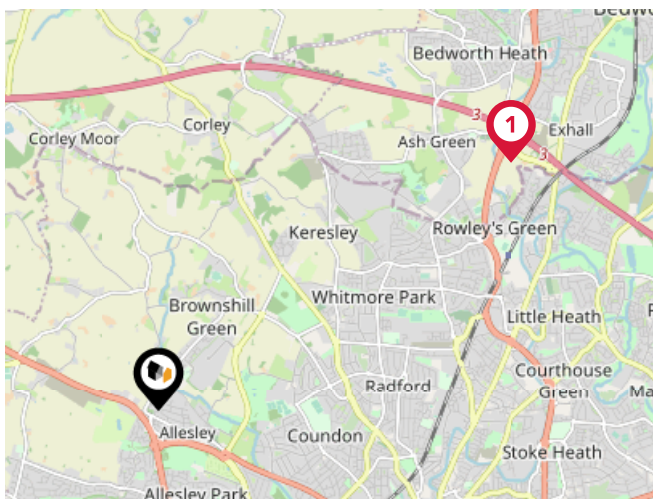 Bedworth Heath
1
3
Exhall
Corley
Corley Moor
Ash Green
3
Rowley's Green
Keresley
Whitmore Park
Brownshill
Green
Little Heath
Courthouse
Green
Radford
Allesley
Coundon
Stoke Heath
Allesley Park